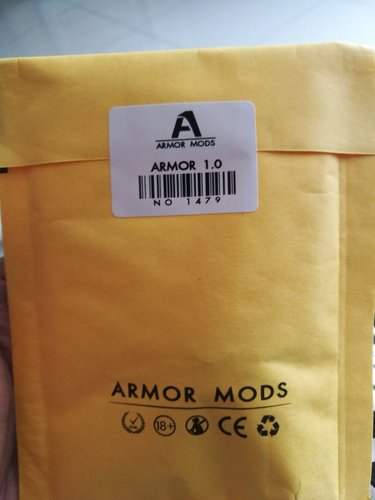 ARMOR MODS
ARMOR 1.0
NO 1479
ARMOR MODS
18+ CE